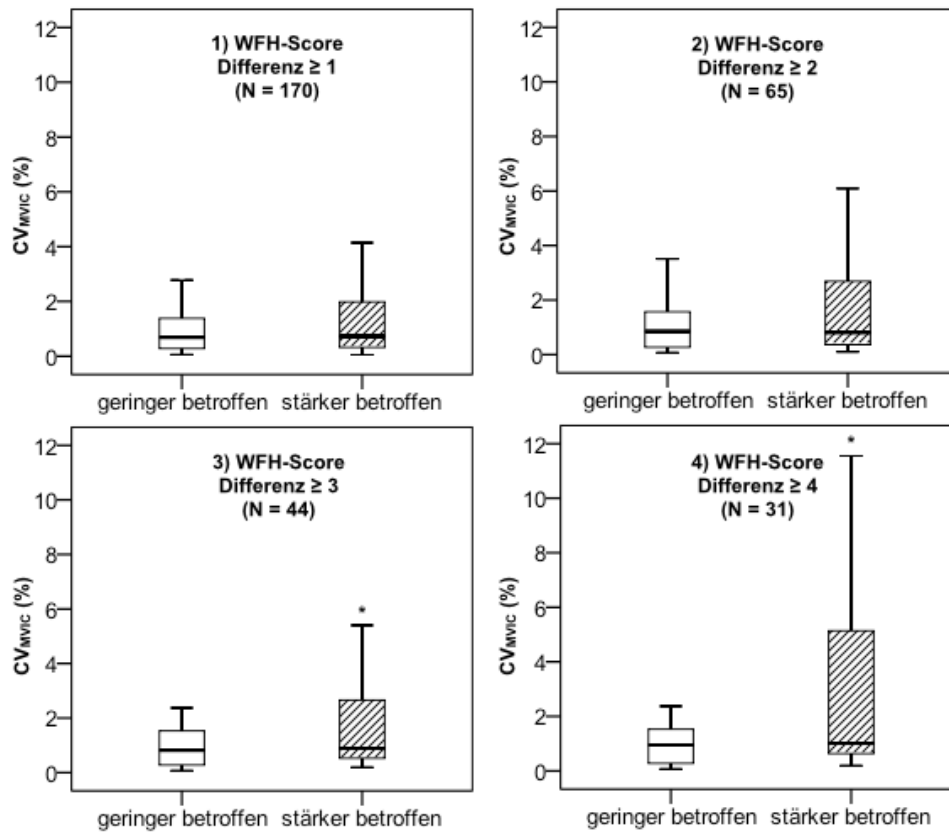 1) WFH-Score
Differenz ≥ 1
(N = 170)
CVMVIC (%)
12
10
8
6
4
2
0
geringer betroffen stärker betroffen
2) WFH-Score
Differenz ≥ 2
(N = 65)
12
10
8
6
4
2
0
geringer betroffen stärker betroffen
3) WFH-Score
Differenz ≥ 3
(N = 44)
CVMVIC (%)
12
10
8
6
4
2
0
*
geringer betroffen stärker betroffen
4) WFH-Score
Differenz ≥ 4
(N = 31)
CVMVIC (%)
12
10
8
6
4
2
0
*
geringer betroffen stärker betroffen